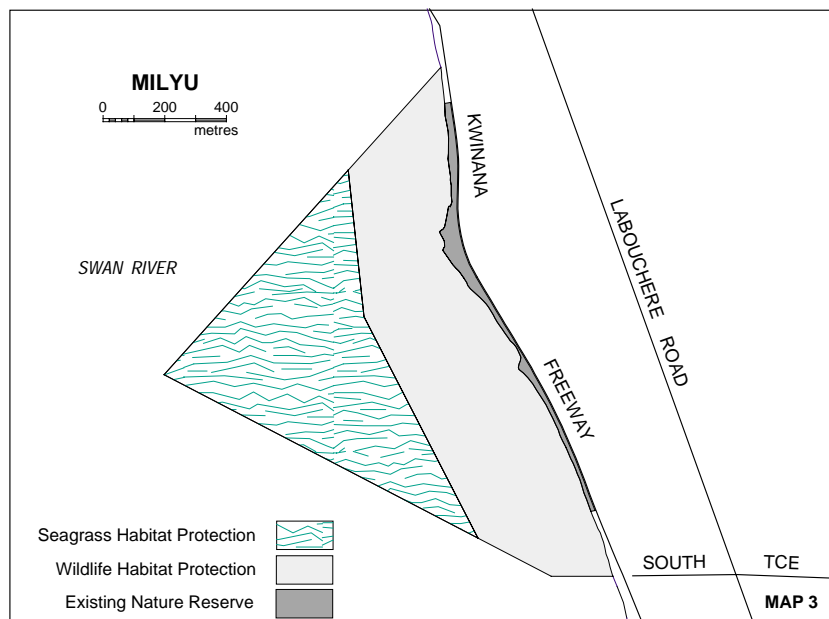 MILYU
0 200 400
metres
KWINANA
LABOUCHERE ROAD
SWAN RIVER
FREEWAY
Seagrass Habitat Protection
Wildlife Habitat Protection
SOUTH TCE
Existing Nature Reserve
MAP 3